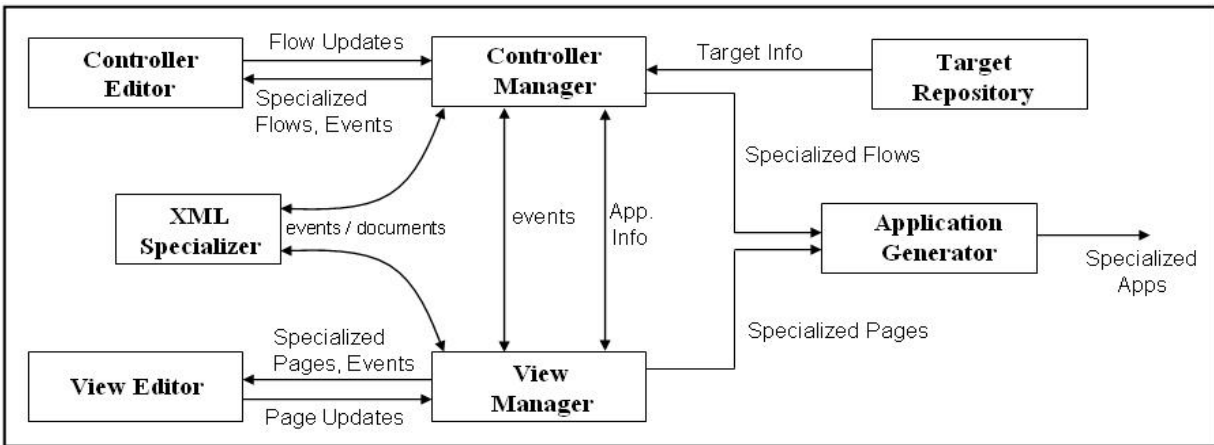 Controller
Editor
Flow Updates
Specialized
Flows, Events
Controller
Manager
Target Info
Target
Repository
Specialized Flows
XML
Specializer
events / documents
events
App.
Info
Application
Generator
Specialized
Apps
View Editor
Specialized
Pages, Events
Page Updates
View
Manager
Specialized Pages